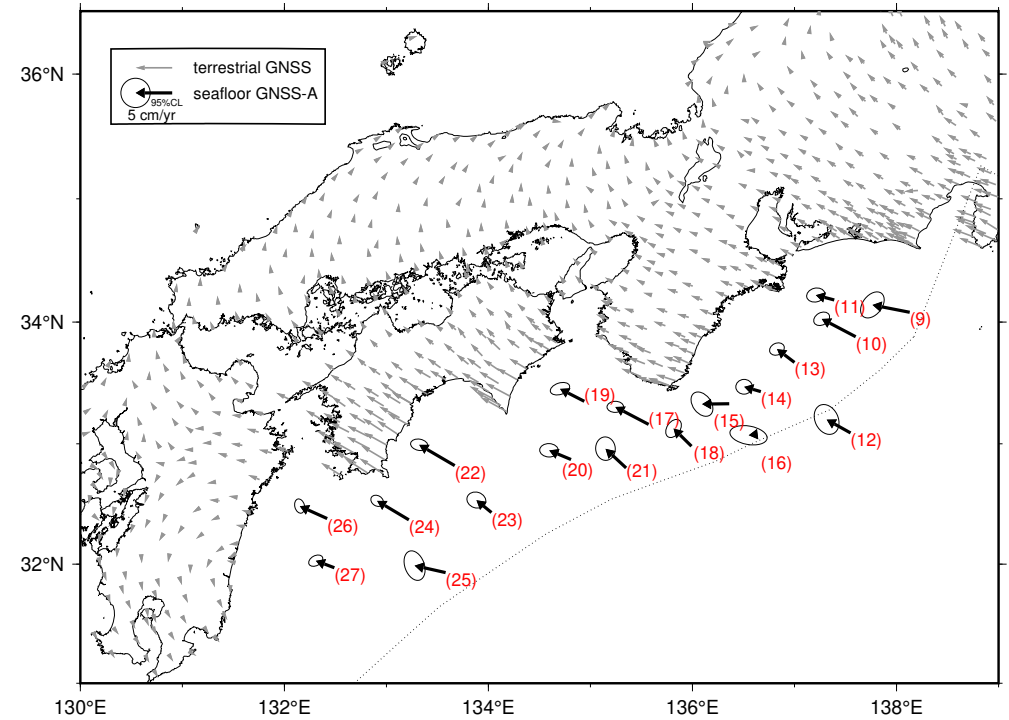 36°N
terrestrial GNSS
95%CL
seafloor GNSS-A
5 cm/yr
34°N
(11)
(9)
(10)
(13)
(19)
(14)
(17)
(15)
(12)
(18)
(16)
(22)
(20)
(21)
(26)
(24)
(23)
32°N
(27)
(25)
130°E
132°E
134°E
136°E
138°E